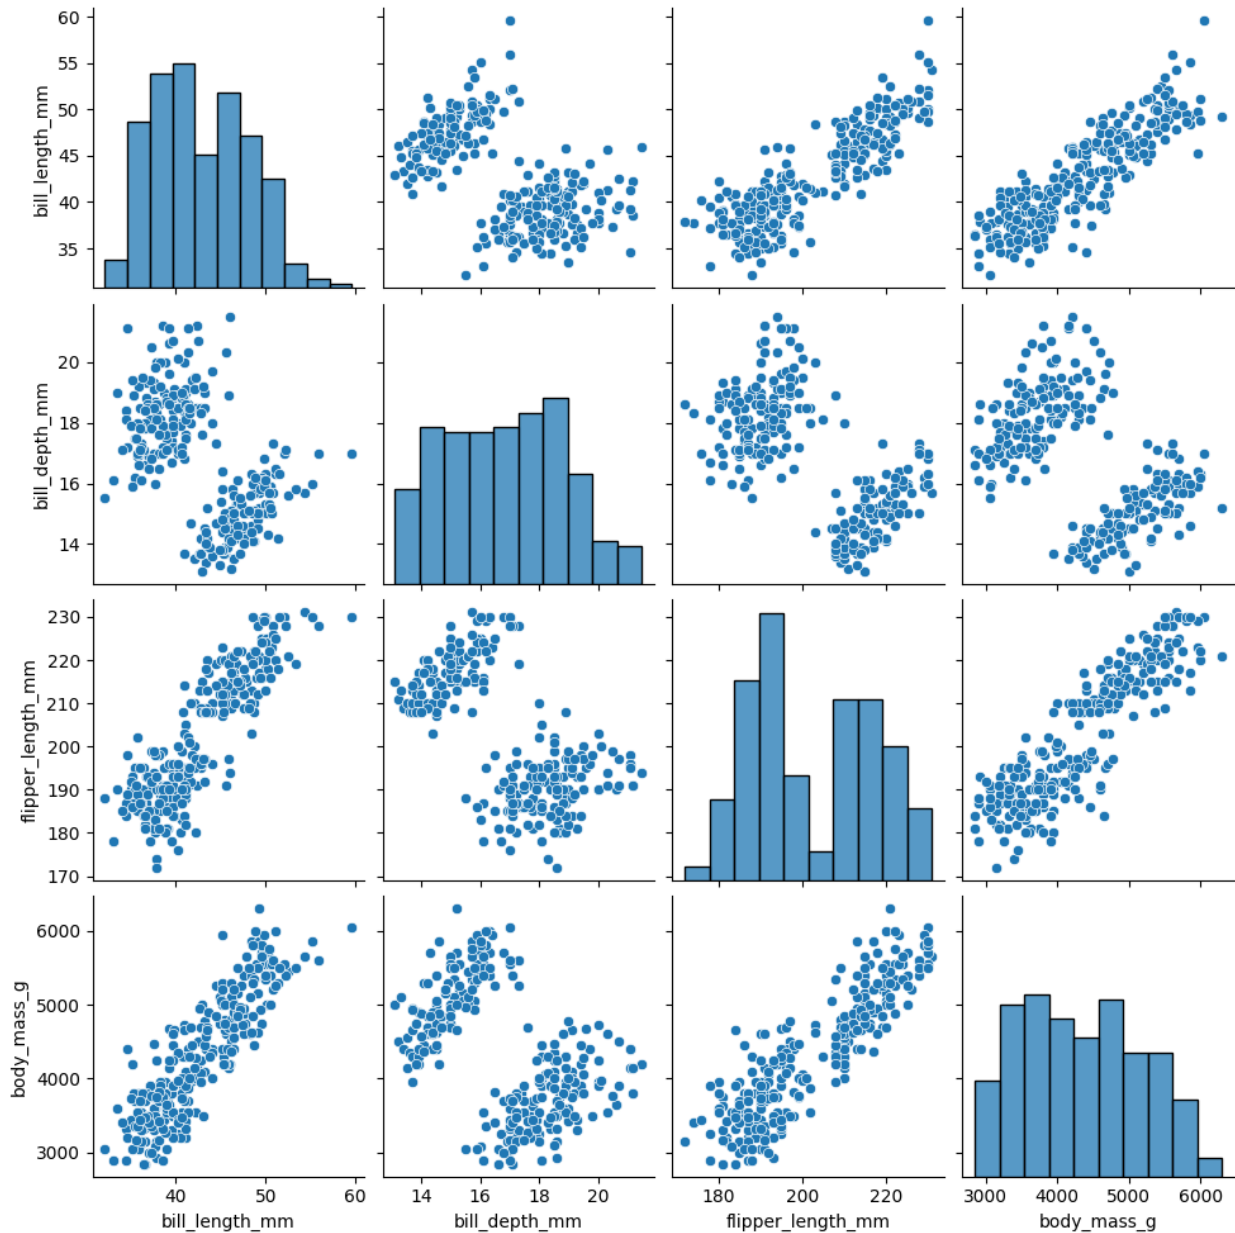 60
55
50
45
40
35
bill_length_mm
20
18
16
14
bill_depth_mm
230
220
210
200
190
180
170
flipper_length_mm
6000
5000
4000
3000
body_mass_g
40 50 60
14 16 18 20
180 200 220
3000 4000 5000 6000
bill_length_mm
bill_depth_mm
flipper_length_mm
body_mass_g